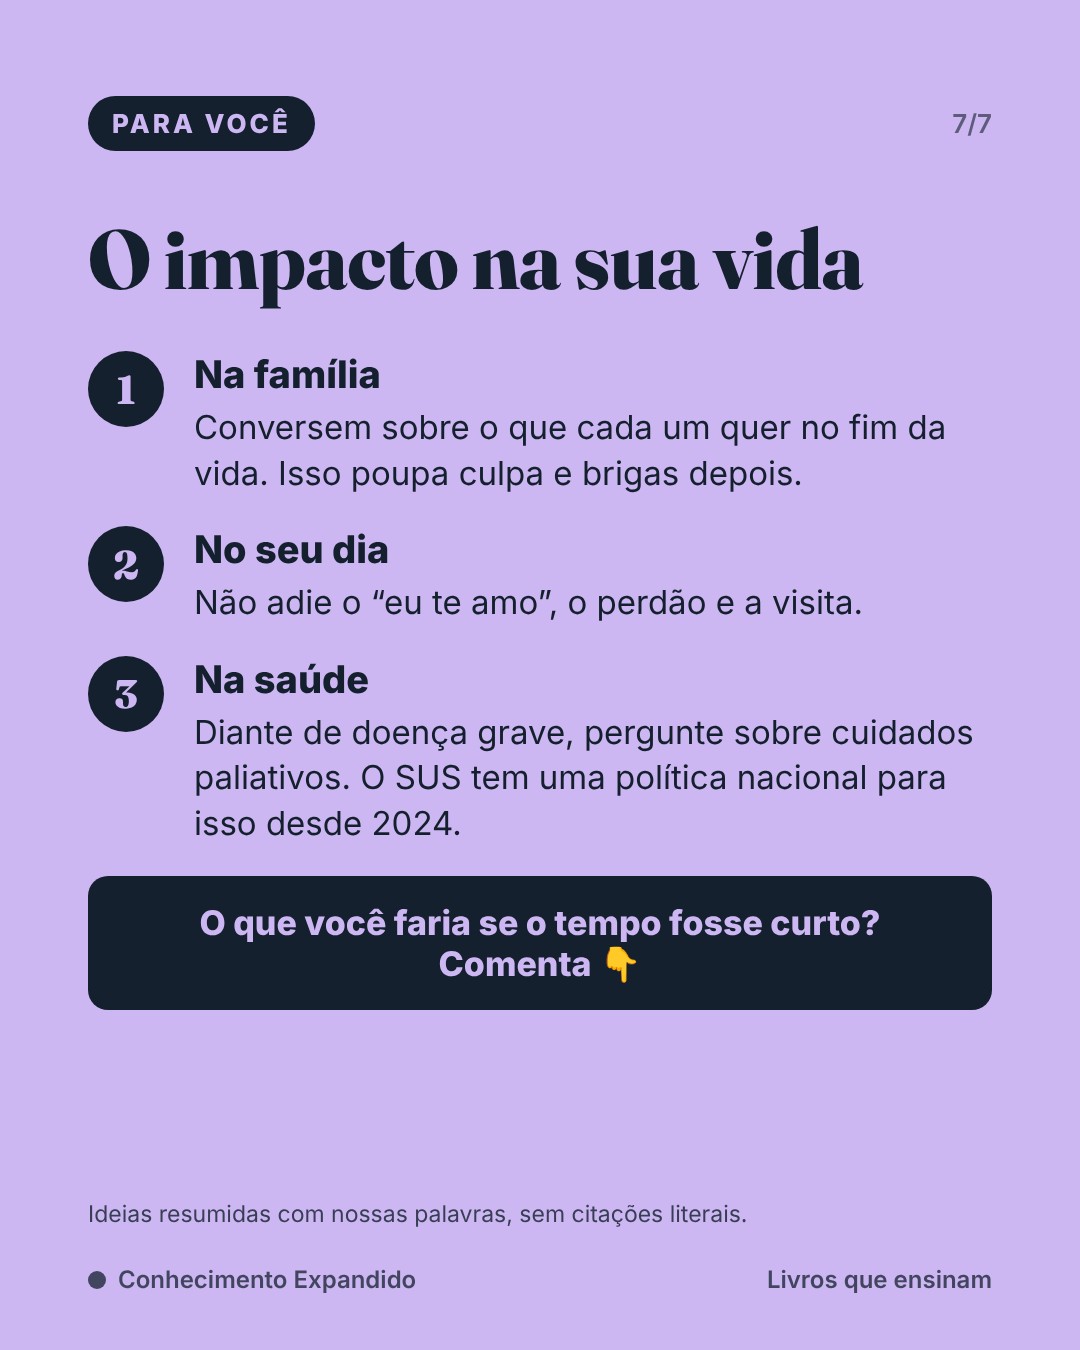 PARA VOCÊ
7/7
O impacto na sua vida
1
Na família
Conversem sobre o que cada um quer no fim da
vida. Isso poupa culpa e brigas depois.
2
No seu dia
Não adie o “eu te amo”, o perdão e a visita.
3
Na saúde
Diante de doença grave, pergunte sobre cuidados
paliativos. O SUS tem uma política nacional para
isso desde 2024.
O que você faria se o tempo fosse curto?
Comenta 👇
Ideias resumidas com nossas palavras, sem citações literais.
Conhecimento Expandido
Livros que ensinam